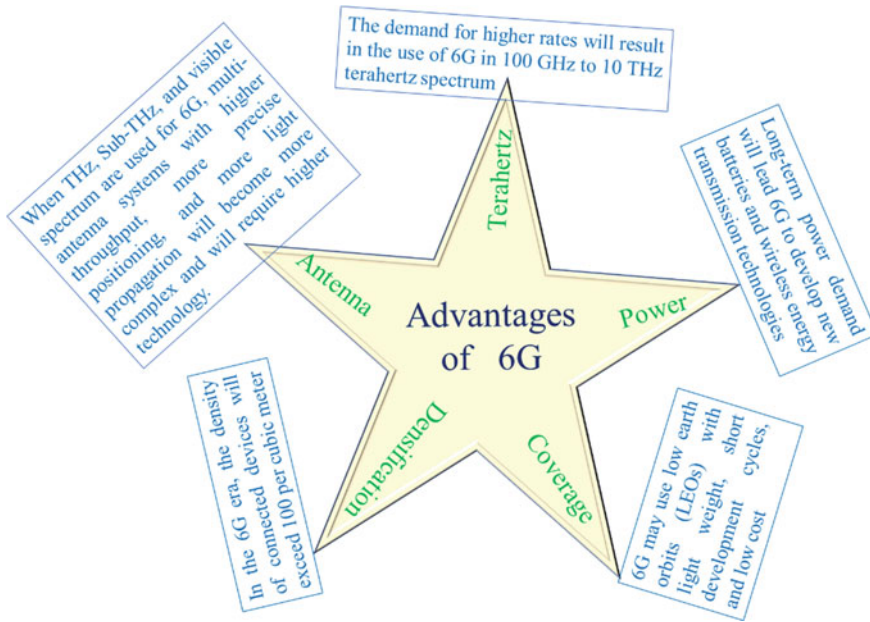 The demand for higher rates will result
in the use of 6G in 100 GHz to 10 THz
terahertz spectrum
When THz, Sub-THz, and visible
spectrum are used for 6G, multi-
antenna systems with higher
throughput, more precise
positioning, and more light
propagation will become more
complex and will require higher
technology.
Long-term power demand
will lead 6G to develop new
batteries and wireless energy
transmission technologies
Terahertz
Antenna
Power
Advantages
of 6G
Densification
Coverage
In the 6G era, the density
of connected devices will
exceed 100 per cubic meter
6G may use low earth
orbits (LEOs) with
light weight, short
development cycles,
and low cost